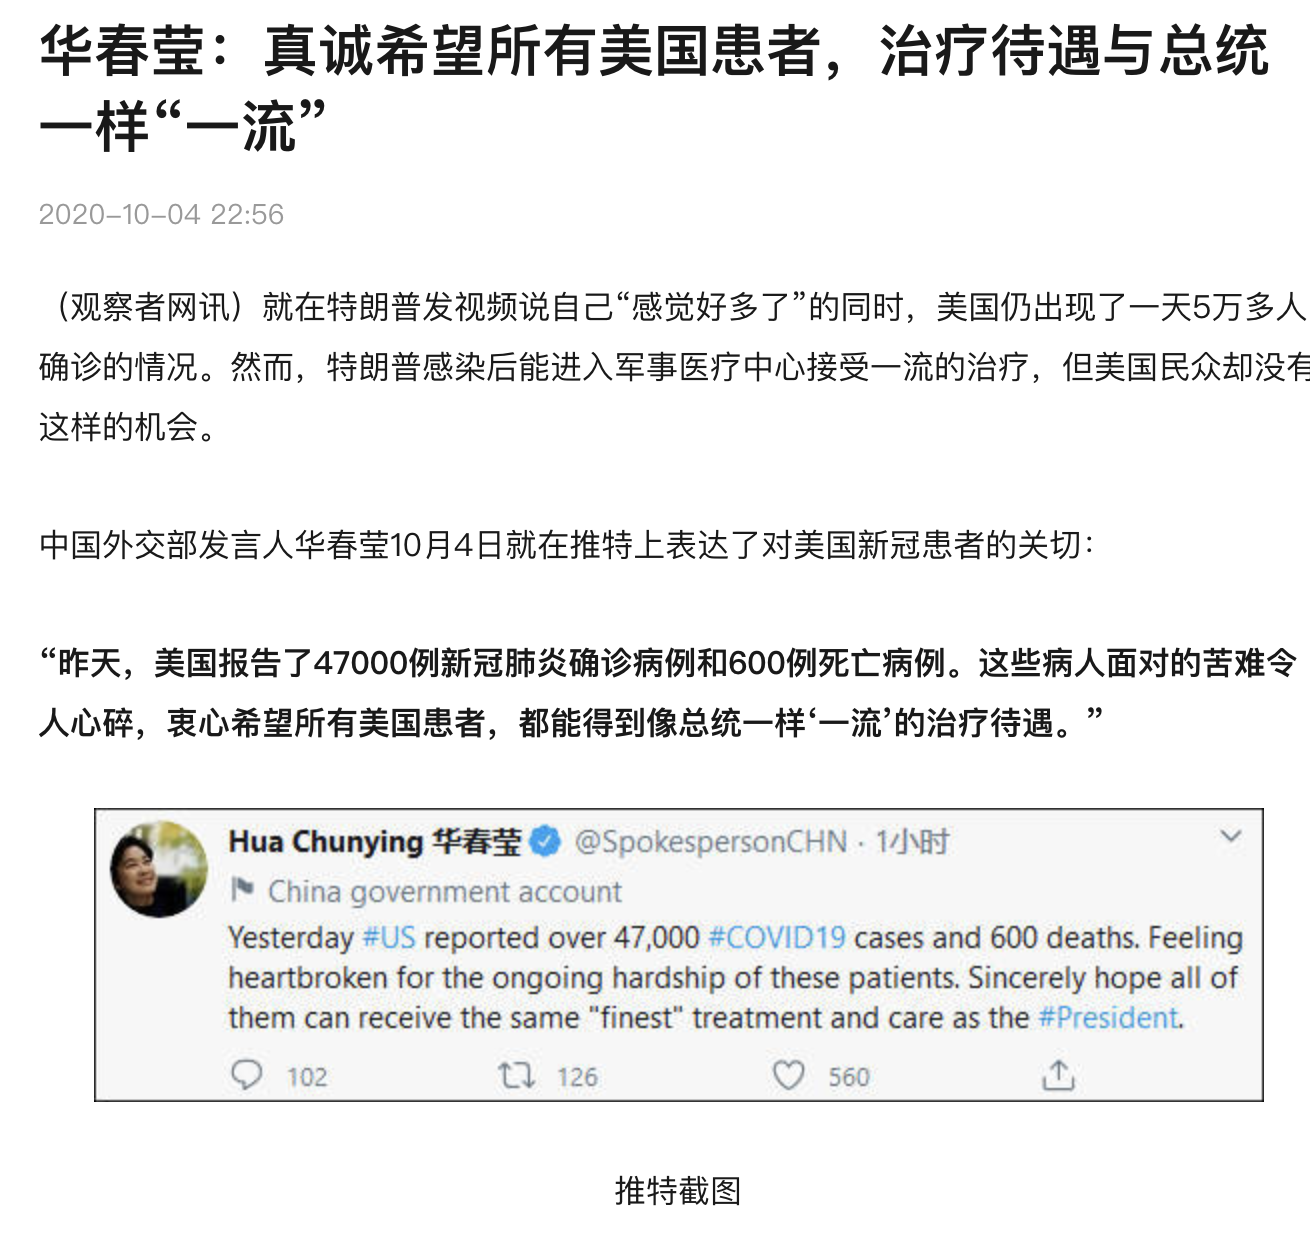 华春莹：真诚希望所有美国患者，治疗待遇与总统
一样“一流”
2020-10-04 22:56
（观察者网讯）就在特朗普发视频说自己“感觉好多了”的同时，美国仍出现了一天5万多人
确诊的情况。然而，特朗普感染后能进入军事医疗中心接受一流的治疗，但美国民众却没有
这样的机会。
中国外交部发言人华春莹10月4日就在推特上表达了对美国新冠患者的关切：
“昨天，美国报告了47000例新冠肺炎确诊病例和600例死亡病例。这些病人面对的苦难令
人心碎，衷心希望所有美国患者，都能得到像总统一样‘一流’的治疗待遇。”
Hua Chunying 华春莹 @SpokespersonCHN · 1小时
China government account
Yesterday #US reported over 47,000 #COVID19 cases and 600 deaths. Feeling
heartbroken for the ongoing hardship of these patients. Sincerely hope all of
them can receive the same "finest" treatment and care as the #President.
102 126 560
推特截图